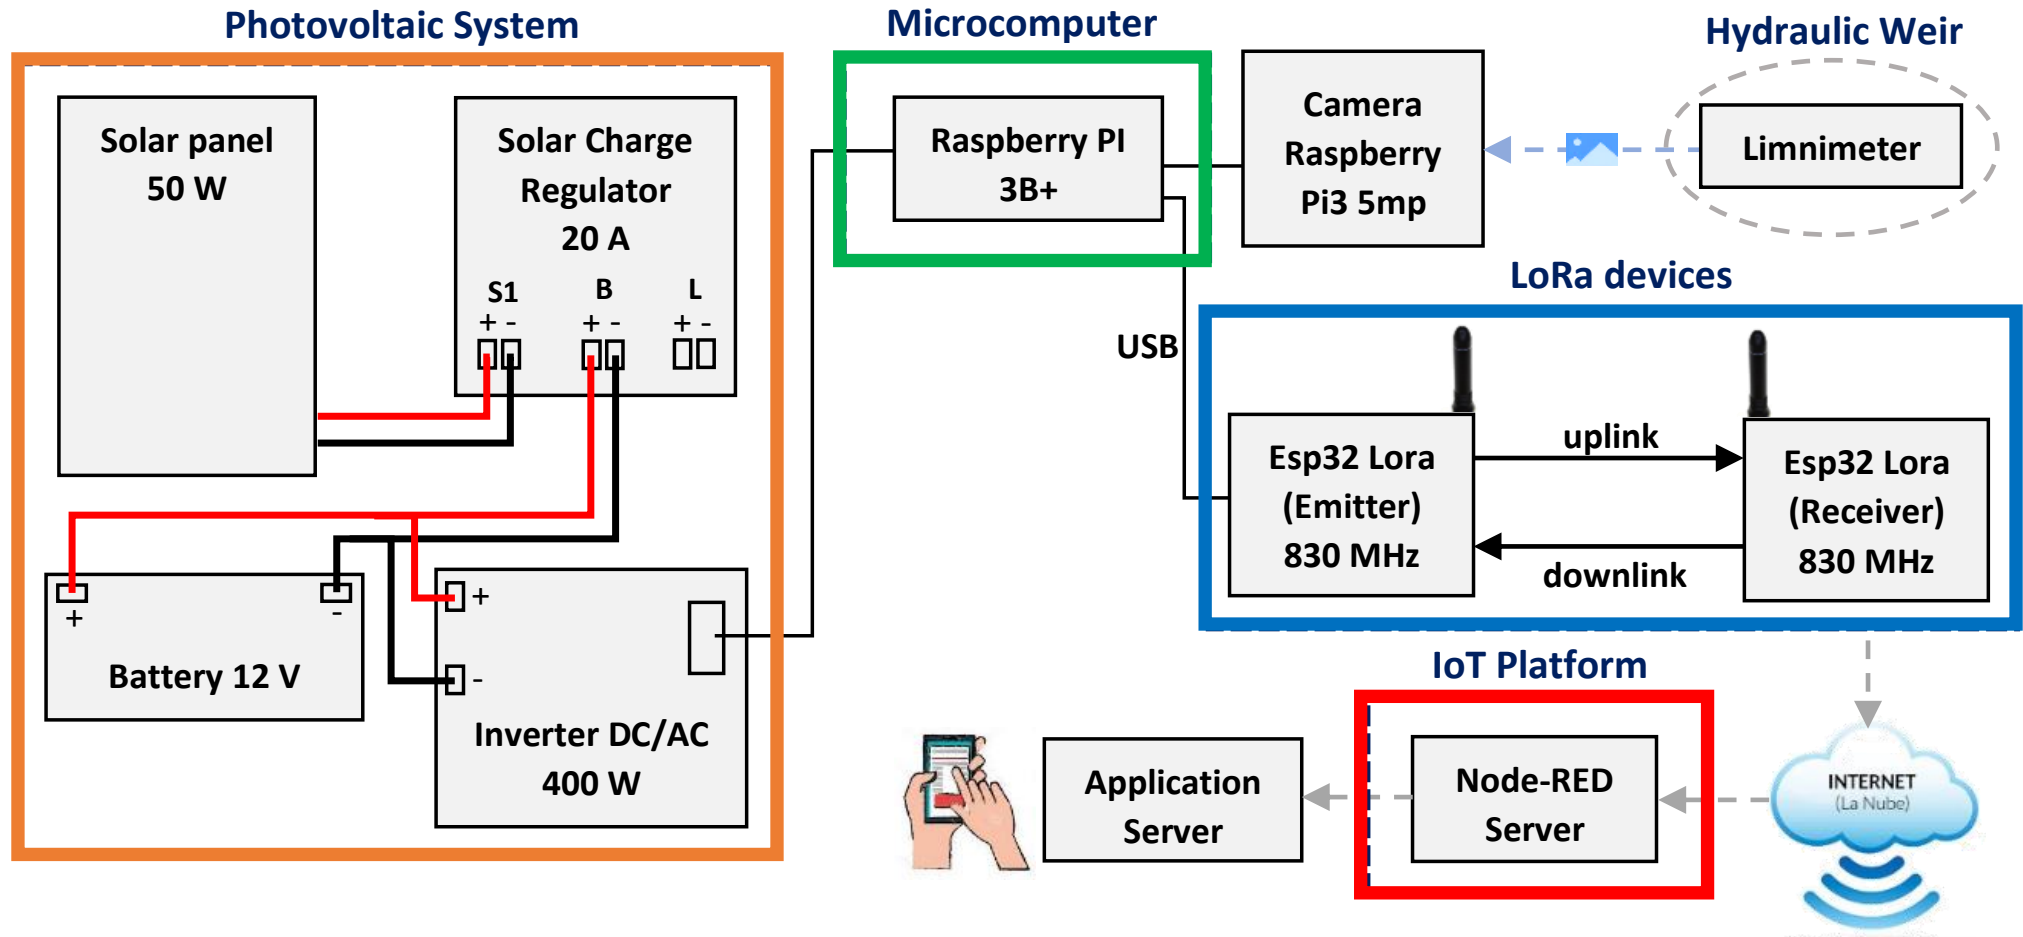 Photovoltaic System
Solar panel
50 W
Solar Charge
Regulator
20 A
S1 B L
+ - + - + -
+ -
Battery 12 V
+
-
Inverter DC/AC
400 W
Microcomputer
Raspberry PI
3B+
Camera
Raspberry
Pi3 5mp
Hydraulic Weir
Limnimeter
USB
LoRa devices
Esp32 Lora
(Emitter)
830 MHz
uplink
downlink
Esp32 Lora
(Receiver)
830 MHz
IoT Platform
Application
Server
Node-RED
Server
INTERNET
(La Nube)